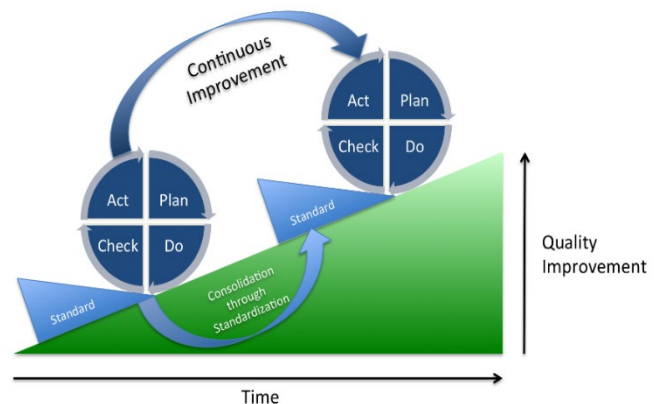 Continuous
Improvement
Act
Plan
Check
Do
Act
Plan
Check
Do
Standard
Standard
Consolidation
through
Standardization
Quality
Improvement
Time